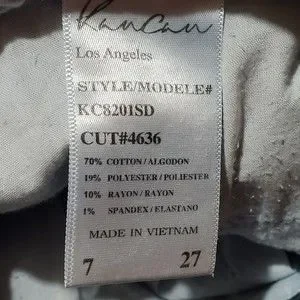 KanCan
Los Angeles
STYLE/MODELE#
KC8201SD
CUT#4636
70% COTTON/ALGODON
19% POLYESTER/POLIESTER
10% RAYON/RAYON
1% SPANDEX/ELASTANO
MADE IN VIETNAM
7 27